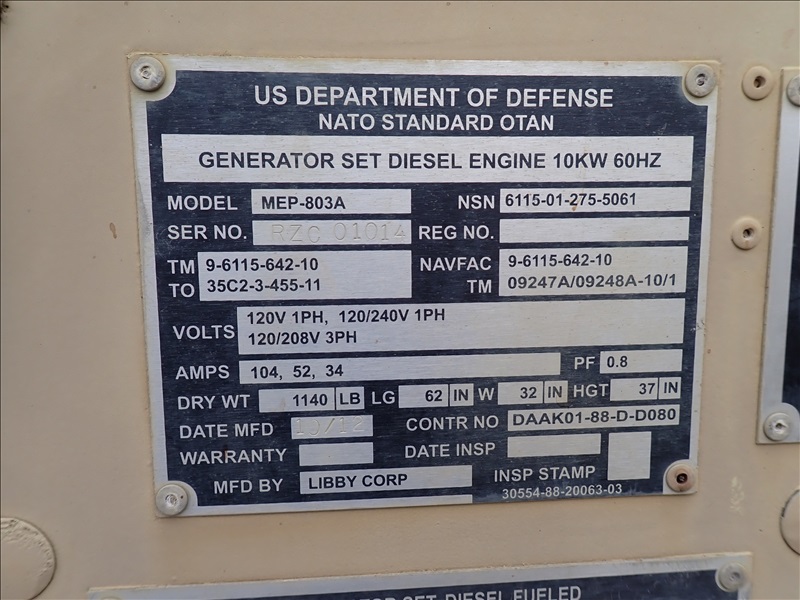 US DEPARTMENT OF DEFENSE
NATO STANDARD OTAN
GENERATOR SET DIESEL ENGINE 10KW 60HZ
MODEL MEP-803A NSN 6115-01-275-5061
SER NO. RZC 01014 REG NO.
TM 9-6115-642-10 NAVFAC 9-6115-642-10
TO 35C2-3-455-11 TM 09247A/09248A-10/1
VOLTS 120V 1PH, 120/240V 1PH
120/208V 3PH
AMPS 104, 52, 34 PF 0.8
DRY WT 1140 LB LG 62 IN W 32 IN HGT 37 IN
DATE MFD CONTR NO DAAK01-88-D-D080
WARRANTY DATE INSP
MFD BY LIBBY CORP INSP STAMP
30554-88-20063-03
SET DIESEL FUELED